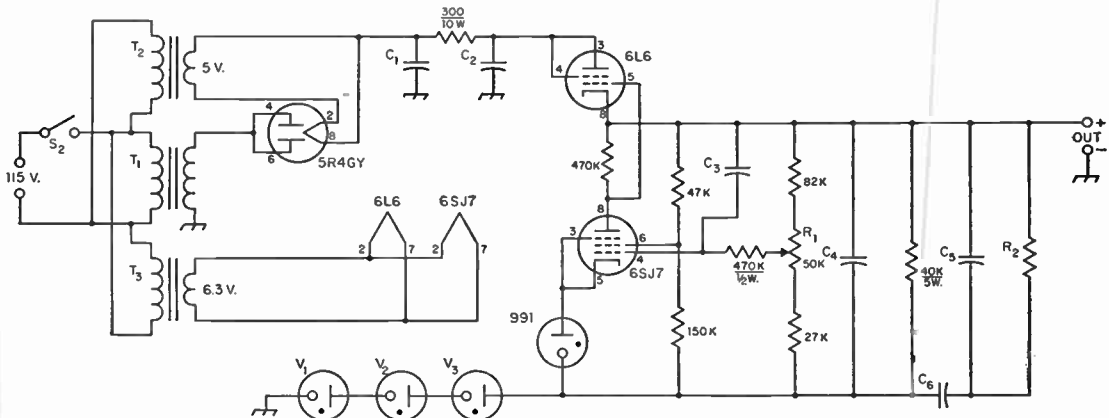 300
10 W
T2
5 V.
C1
C2
3
4
5
8
6L6
S2
115 V.
T1
4
6
2
8
5R4GY
470K
47K
C3
82K
+
OUT
-
6L6
6SJ7
2
7
2
7
T3
6.3 V.
8
3
6
4
5
6SJ7
470K
½W.
R1
50K
C4
40K
5W.
C5
R2
991
150K
27K
V1
V2
V3
C6